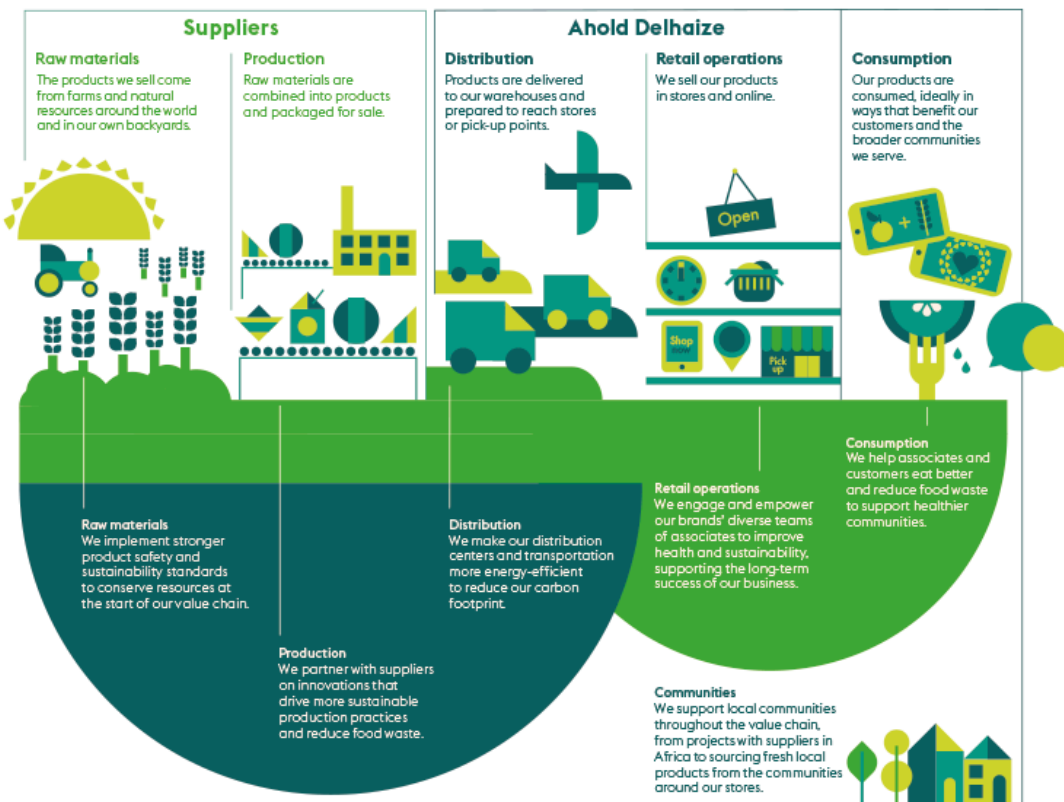 Suppliers
Raw materials
The products we sell come
from farms and natural
resources around the world
and in our own backyards.
Production
Raw materials are
combined into products
and packaged for sale.
Ahold Delhaize
Distribution
Products are delivered
to our warehouses and
prepared to reach stores
or pick-up points.
Retail operations
We sell our products
in stores and online.
Consumption
Our products are
consumed, ideally in
ways that benefit our
customers and the
broader communities
we serve.
Open
Shop
now
Pick
up
Raw materials
We implement stronger
product safety and
sustainability standards
to conserve resources at
the start of our value chain.
Production
We partner with suppliers
on innovations that
drive more sustainable
production practices
and reduce food waste.
Distribution
We make our distribution
centers and transportation
more energy-efficient
to reduce our carbon
footprint.
Retail operations
We engage and empower
our brands' diverse teams
of associates to improve
health and sustainability,
supporting the long-term
success of our business.
Consumption
We help associates and
customers eat better
and reduce food waste
to support healthier
communities.
Communities
We support local communities
throughout the value chain,
from projects with suppliers in
Africa to sourcing fresh local
products from the communities
around our stores.